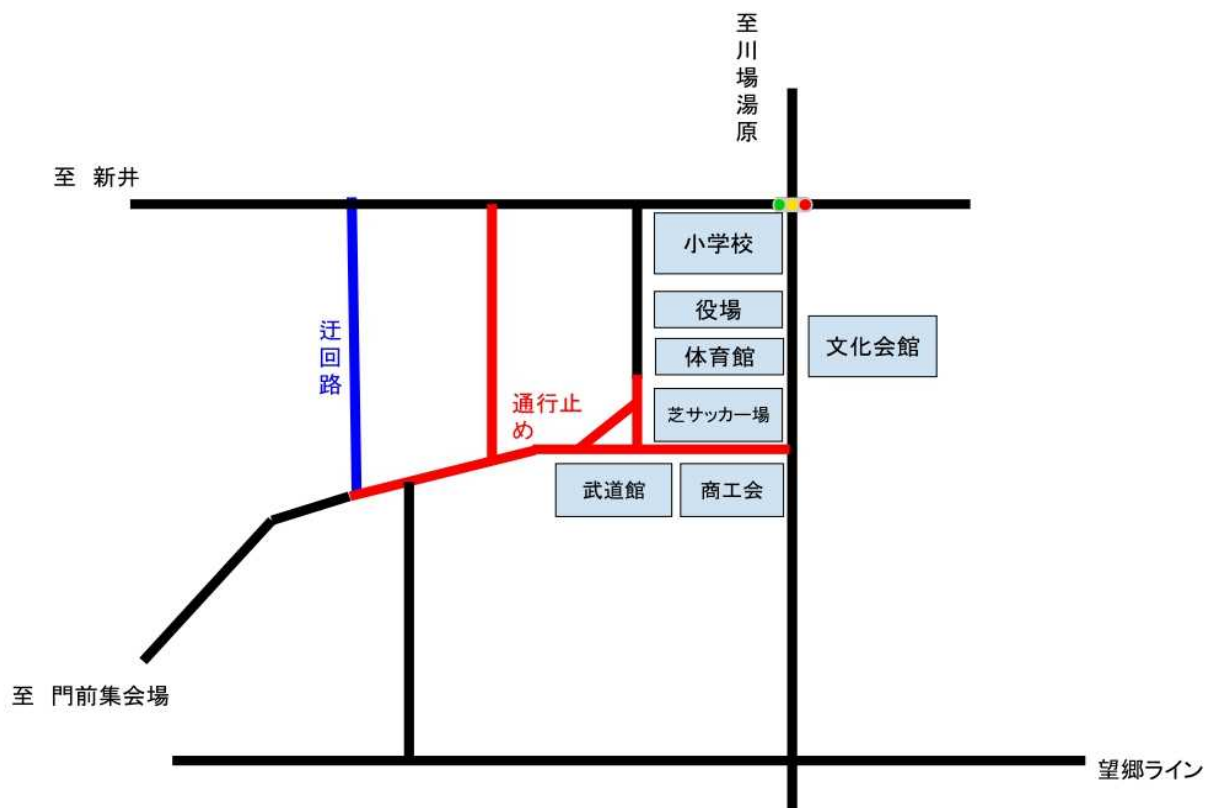 至川場湯原
至 新井
小学校
役場
文化会館
迂回路
体育館
通行止
め
芝サッカー場
武道館
商工会
至 門前集会場
望郷ライン